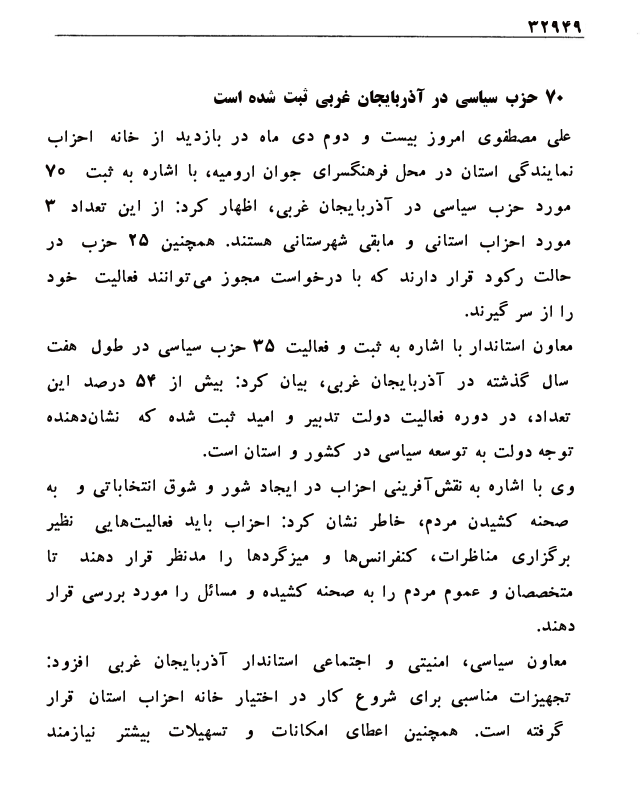 ۳۲۹۴۹
۷۰ حزب سیاسی در آذربایجان غربی ثبت شده است
علی مصطفوی امروز بیست و دوم دی ماه در بازدید از خانه احزاب
نمایندگی استان در محل فرهنگسرای جوان ارومیه، با اشاره به ثبت ۷۰
مورد حزب سیاسی در آذربایجان غربی، اظهار کرد: از این تعداد ۳
مورد احزاب استانی و مابقی شهرستانی هستند. همچنین ۲۵ حزب در
حالت رکود قرار دارند که با درخواست مجوز می‌توانند فعالیت خود
را از سر گیرند.
معاون استاندار با اشاره به ثبت و فعالیت ۳۵ حزب سیاسی در طول هفت
سال گذشته در آذربایجان غربی، بیان کرد: بیش از ۵۴ درصد این
تعداد، در دوره فعالیت دولت تدبیر و امید ثبت شده که نشان‌دهنده
توجه دولت به توسعه سیاسی در کشور و استان است.
وی با اشاره به نقش‌آفرینی احزاب در ایجاد شور و شوق انتخاباتی و به
صحنه کشیدن مردم، خاطر نشان کرد: احزاب باید فعالیت‌هایی نظیر
برگزاری مناظرات، کنفرانس‌ها و میزگردها را مدنظر قرار دهند تا
متخصصان و عموم مردم را به صحنه کشیده و مسائل را مورد بررسی قرار
دهند.
معاون سیاسی، امنیتی و اجتماعی استاندار آذربایجان غربی افزود:
تجهیزات مناسبی برای شروع کار در اختیار خانه احزاب استان قرار
گرفته است. همچنین اعطای امکانات و تسهیلات بیشتر نیازمند